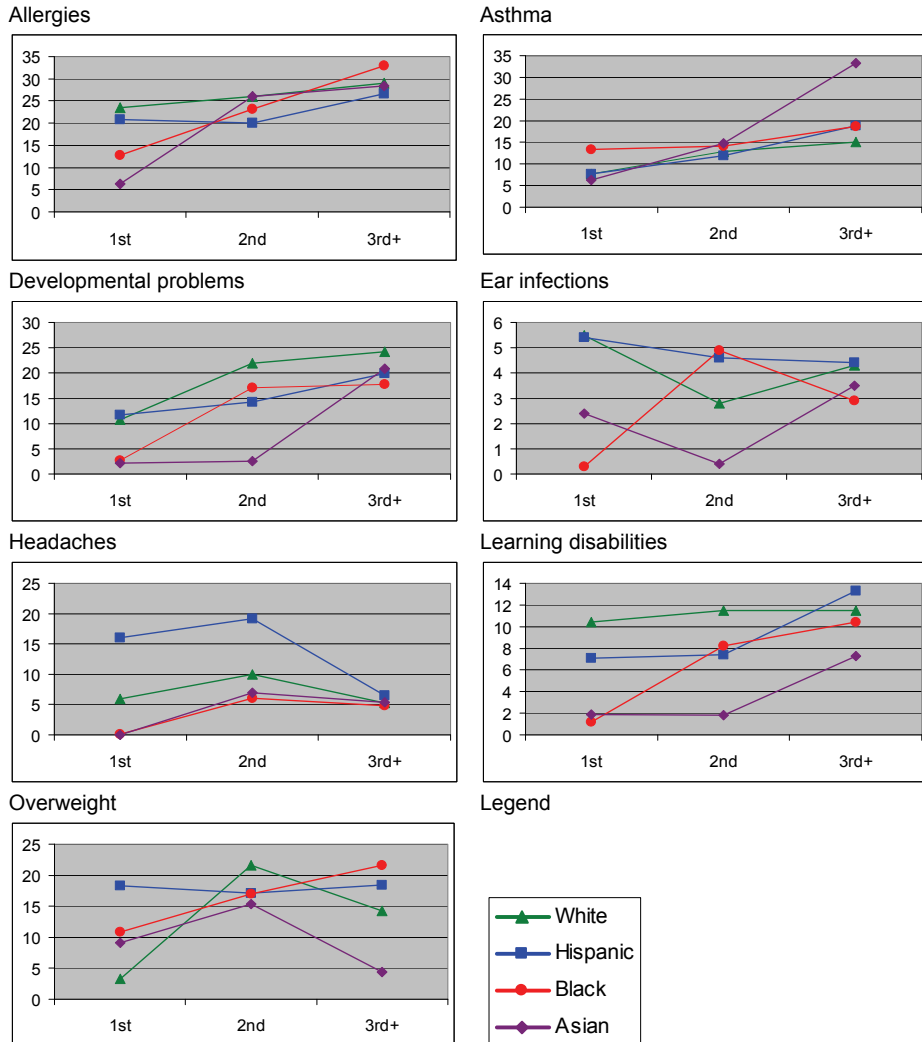 Allergies
35
30
25
20
15
10
5
0
1st 2nd 3rd+
Asthma
35
30
25
20
15
10
5
0
1st 2nd 3rd+
Developmental problems
30
25
20
15
10
5
0
1st 2nd 3rd+
Ear infections
6
5
4
3
2
1
0
1st 2nd 3rd+
Headaches
25
20
15
10
5
0
1st 2nd 3rd+
Learning disabilities
14
12
10
8
6
4
2
0
1st 2nd 3rd+
Overweight
25
20
15
10
5
0
1st 2nd 3rd+
Legend
White
Hispanic
Black
Asian